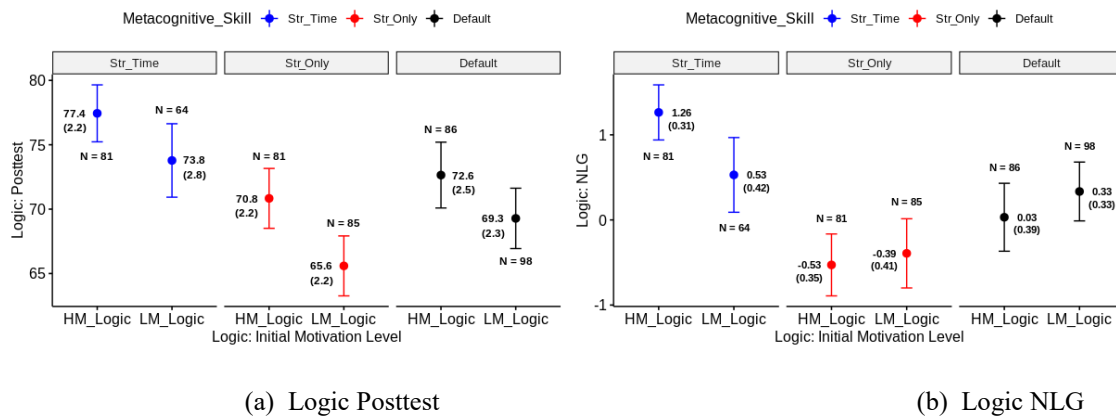 Metacognitive_Skill Str_Time Str_Only Default
Str_Time Str_Only Default
Logic: Posttest
80
75
70
65
77.4
(2.2)
N = 81
N = 64
73.8
(2.8)
N = 81
70.8
(2.2)
N = 85
65.6
(2.2)
N = 86
72.6
(2.5)
69.3
(2.3)
N = 98
HM_Logic LM_Logic HM_Logic LM_Logic HM_Logic LM_Logic
Logic: Initial Motivation Level
(a) Logic Posttest
Metacognitive_Skill Str_Time Str_Only Default
Str_Time Str_Only Default
Logic: NLG
1
0
-1
1.26
(0.31)
N = 81
0.53
(0.42)
N = 64
N = 81
-0.53
(0.35)
N = 85
-0.39
(0.41)
N = 86
0.03
(0.39)
N = 98
0.33
(0.33)
HM_Logic LM_Logic HM_Logic LM_Logic HM_Logic LM_Logic
Logic: Initial Motivation Level
(b) Logic NLG